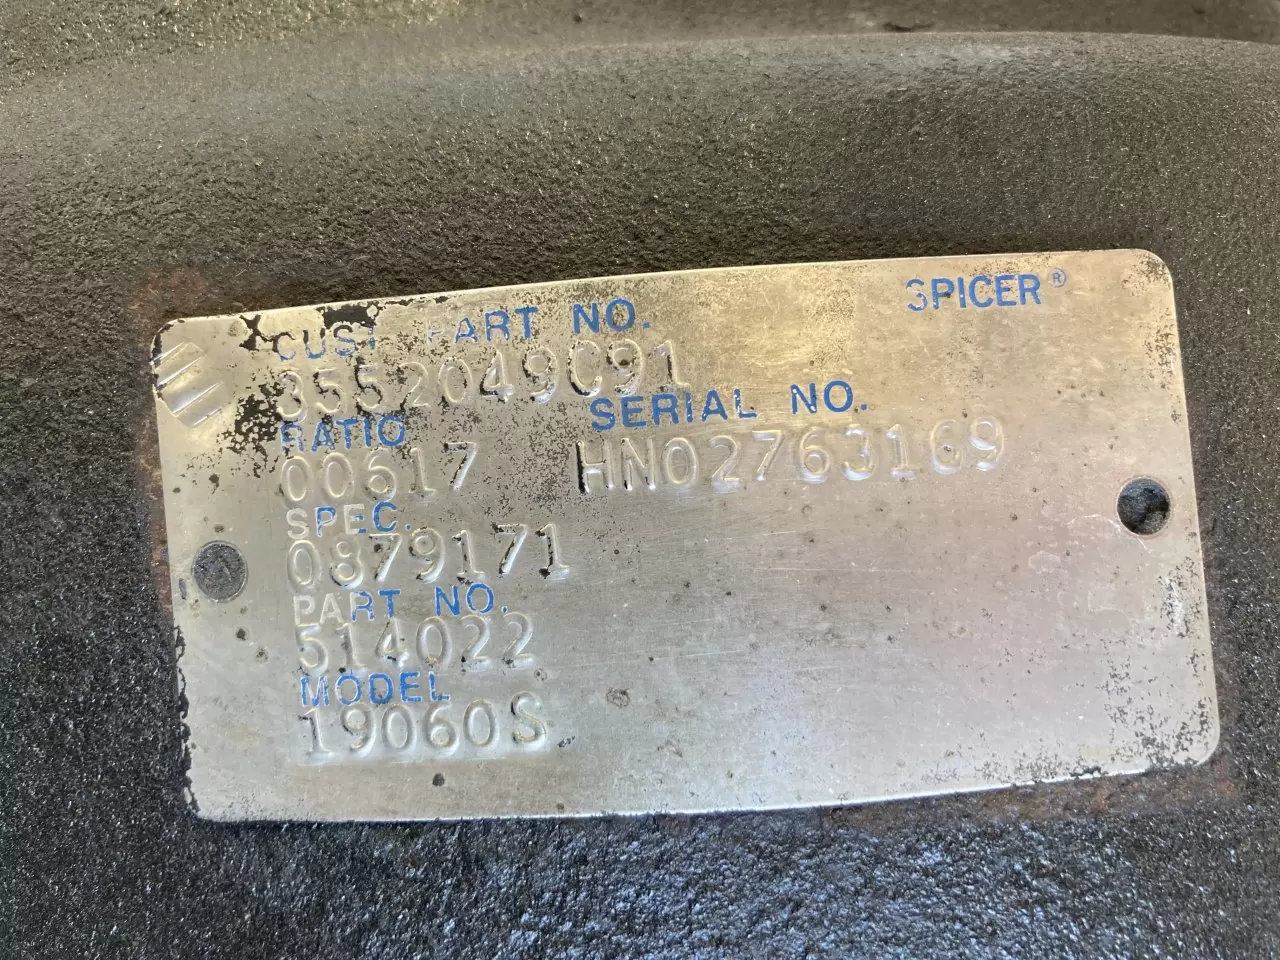 SPICER®
CUST PART NO.
3552049C91
RATIO SERIAL NO.
00617 HN02763169
SPEC.
0879171
PART NO.
514022
MODEL
19060S